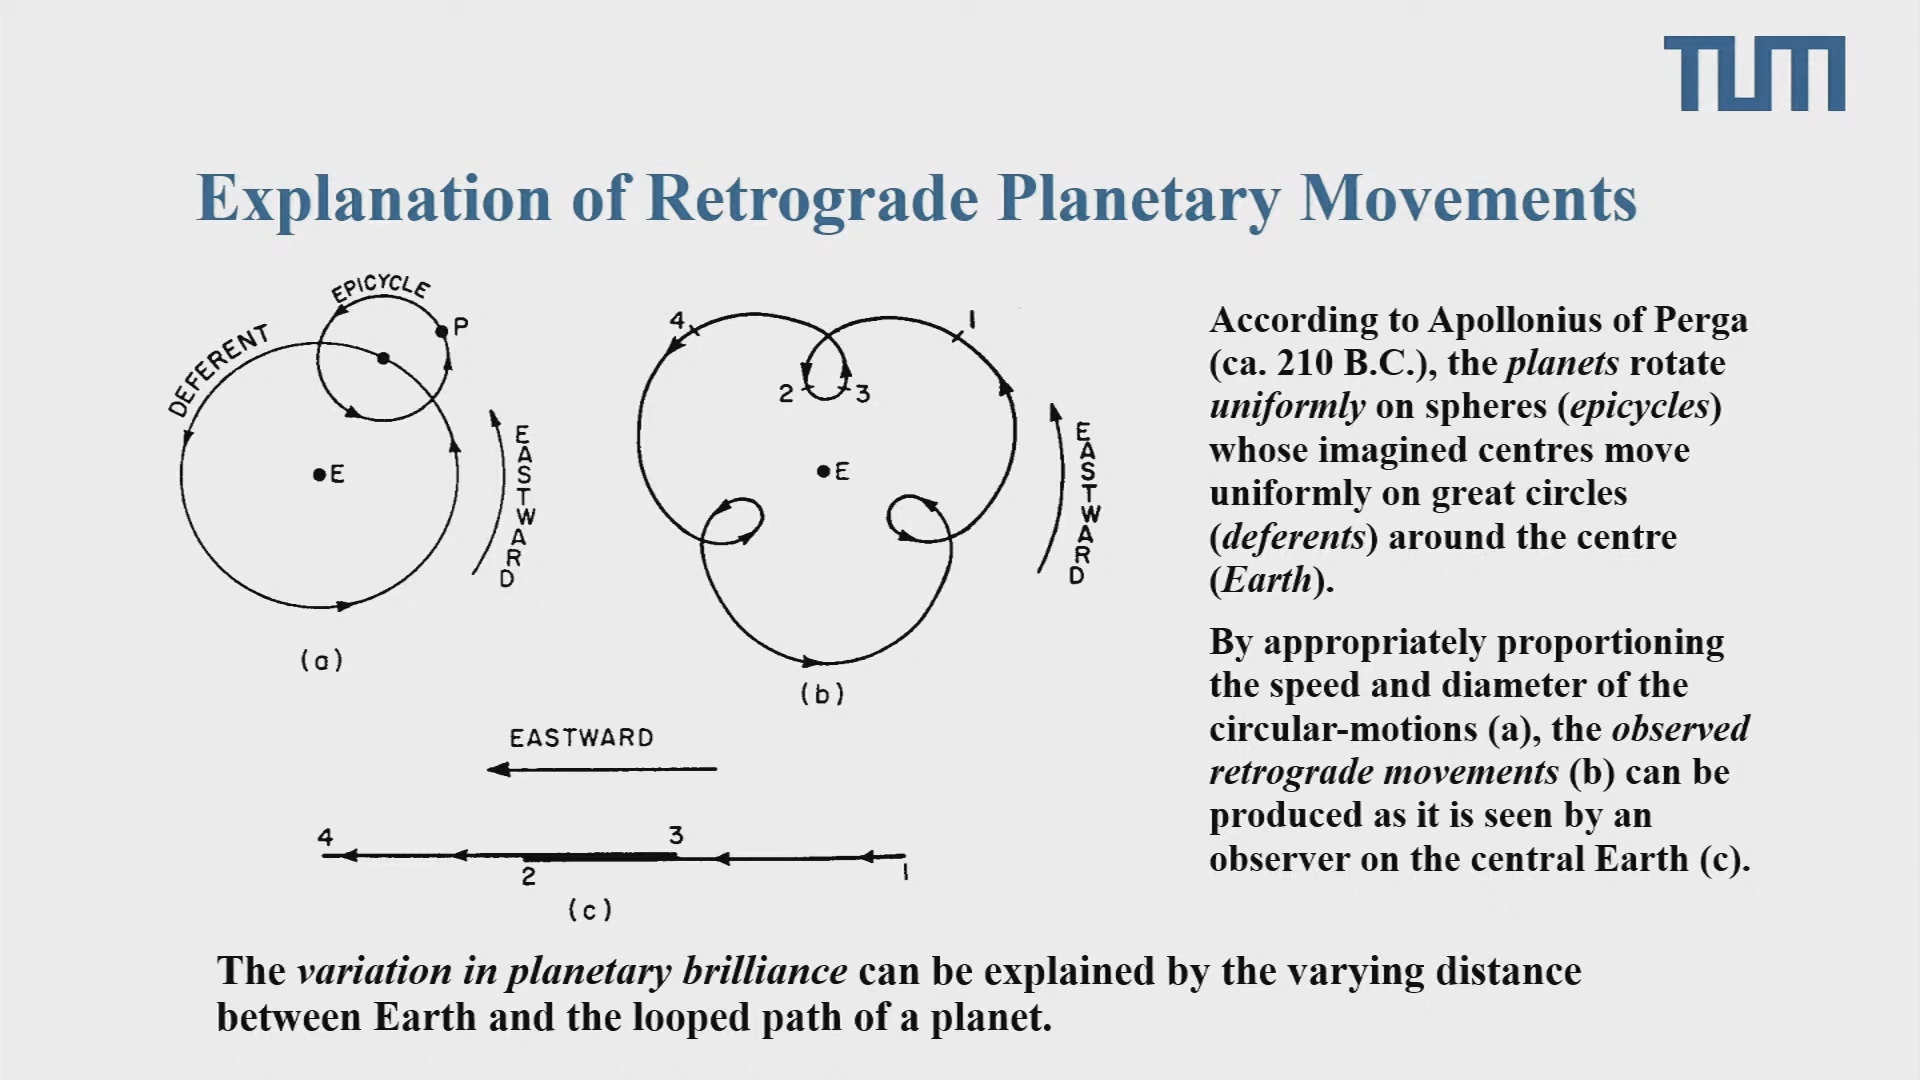 TUM
Explanation of Retrograde Planetary Movements
EPICYCLE
DEFERENT
P
E
EASTWARD
(a)
4
1
2
3
E
EASTWARD
(b)
EASTWARD
4
3
2
1
(c)
According to Apollonius of Perga
(ca. 210 B.C.), the planets rotate
uniformly on spheres (epicycles)
whose imagined centres move
uniformly on great circles
(deferents) around the centre
(Earth).
By appropriately proportioning
the speed and diameter of the
circular-motions (a), the observed
retrograde movements (b) can be
produced as it is seen by an
observer on the central Earth (c).
The variation in planetary brilliance can be explained by the varying distance
between Earth and the looped path of a planet.